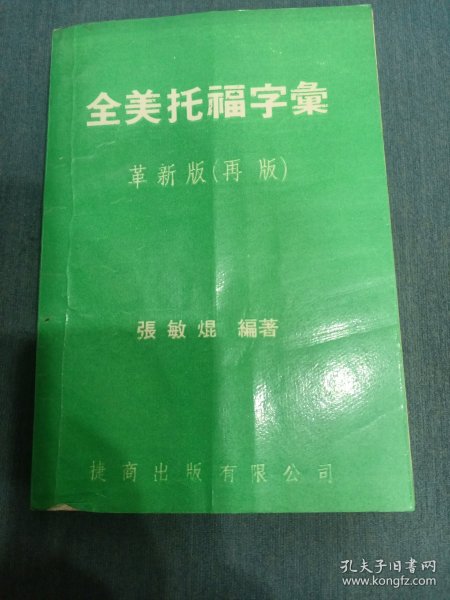 全美托福字彙
革新版(再版)
張敏焜 編著
捷商出版有限公司
孔夫子旧书网
www.kongfz.com